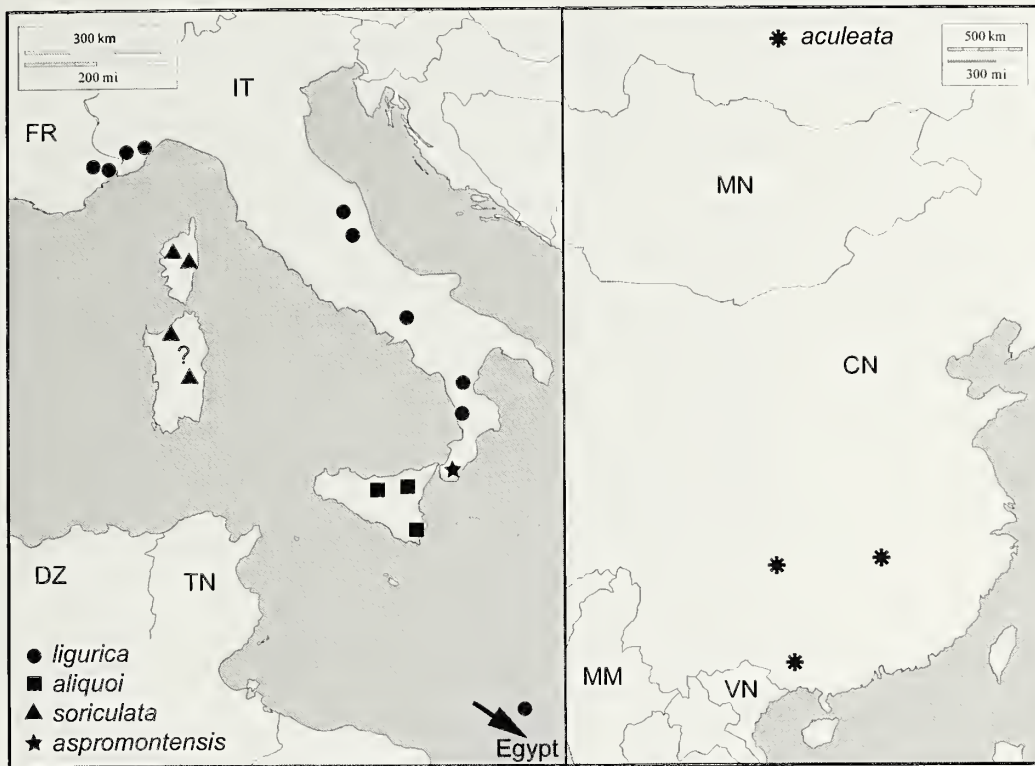 300 km
200 mi
IT
FR
?
DZ
TN
ligurica
aliquoi
soriculata
aspromontensis
Egypt
aculeata
500 km
300 mi
MN
CN
MM
VN